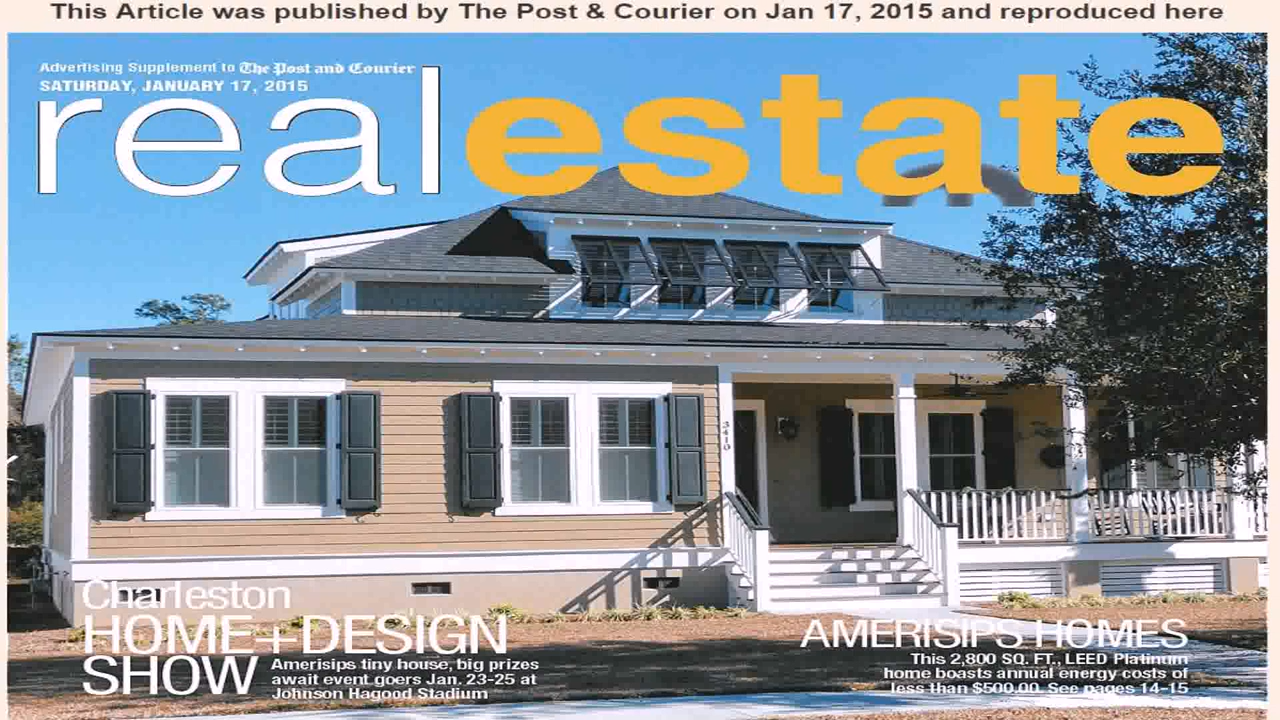 This Article was published by The Post & Courier on Jan 17, 2015 and reproduced here
Advertising Supplement to The Post and Courier
SATURDAY, JANUARY 17, 2015
realestate
3410
Charleston
HOME+DESIGN
SHOW
Amerisips tiny house, big prizes
await event goers Jan. 23-25 at
Johnson Hagood Stadium
AMERISIPS HOMES
This 2,800 SQ. FT., LEED Platinum
home boasts annual energy costs of
less than $500.00. See pages 14-15